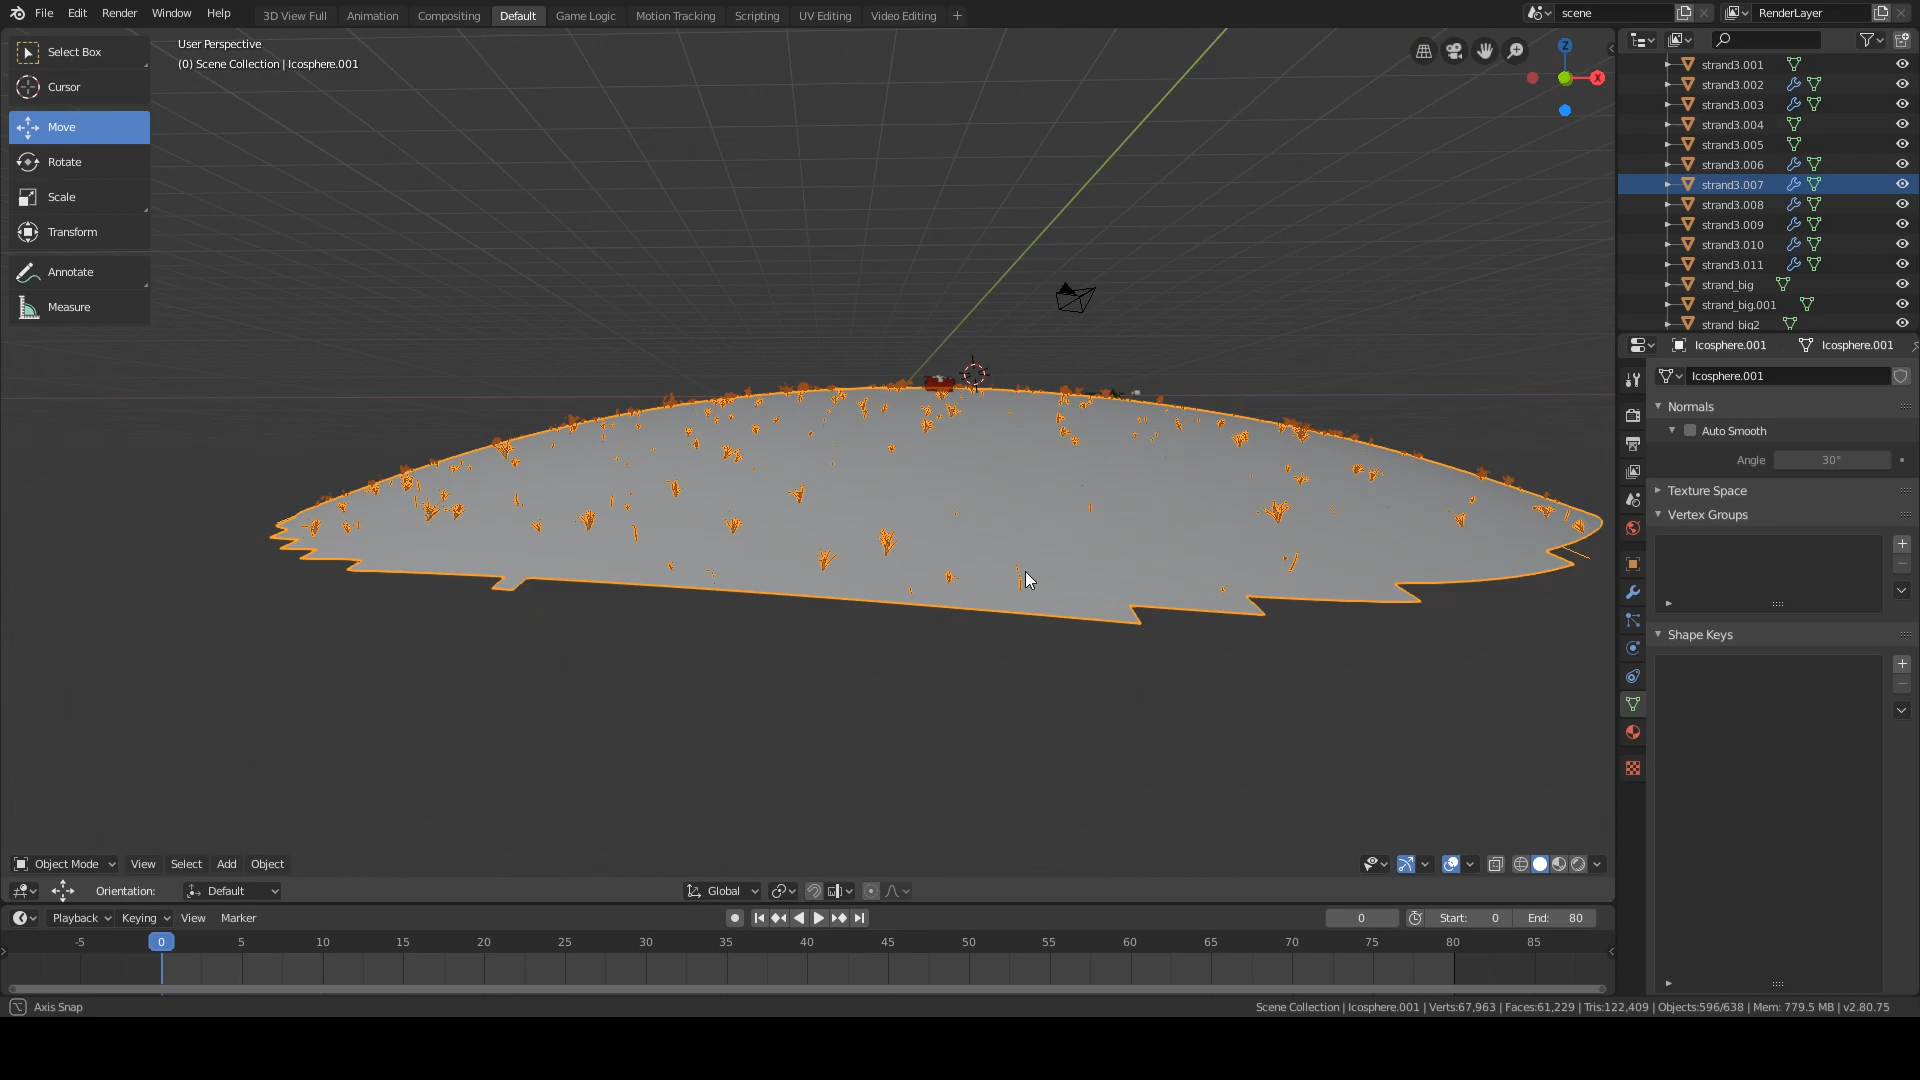 File Edit Render Window Help 3D View Full Animation Compositing Default Game Logic Motion Tracking Scripting UV Editing Video Editing + scene RenderLayer
Select Box
Cursor
Move
Rotate
Scale
Transform
Annotate
Measure
User Perspective
(0) Scene Collection | Icosphere.001
Z
X
strand3.001
strand3.002
strand3.003
strand3.004
strand3.005
strand3.006
strand3.007
strand3.008
strand3.009
strand3.010
strand3.011
strand_big
strand_big.001
strand_big2
Icosphere.001 Icosphere.001
Icosphere.001
Normals
Auto Smooth
Angle 30°
Texture Space
Vertex Groups
Shape Keys
Object Mode View Select Add Object
Orientation: Default Global
Playback Keying View Marker 0 Start: 0 End: 80
-5 0 5 10 15 20 25 30 35 40 45 50 55 60 65 70 75 80 85
Axis Snap Scene Collection | Icosphere.001 | Verts:67,963 | Faces:61,229 | Tris:122,409 | Objects:596/638 | Mem: 779.5 MB | v2.80.75